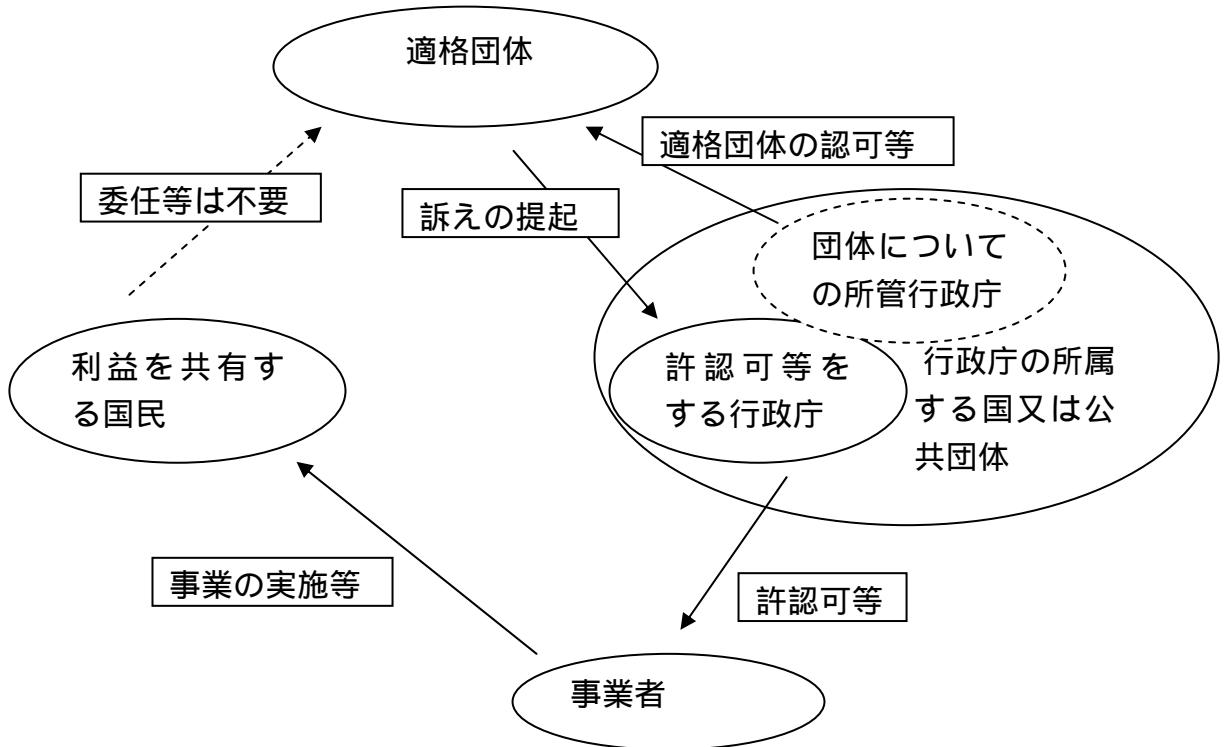 適格団体
適格団体の認可等
委任等は不要
訴えの提起
団体について
の所管行政庁
利益を共有す
る国民
許認可等を
する行政庁
行政庁の所属
する国又は公
共団体
事業の実施等
許認可等
事業者